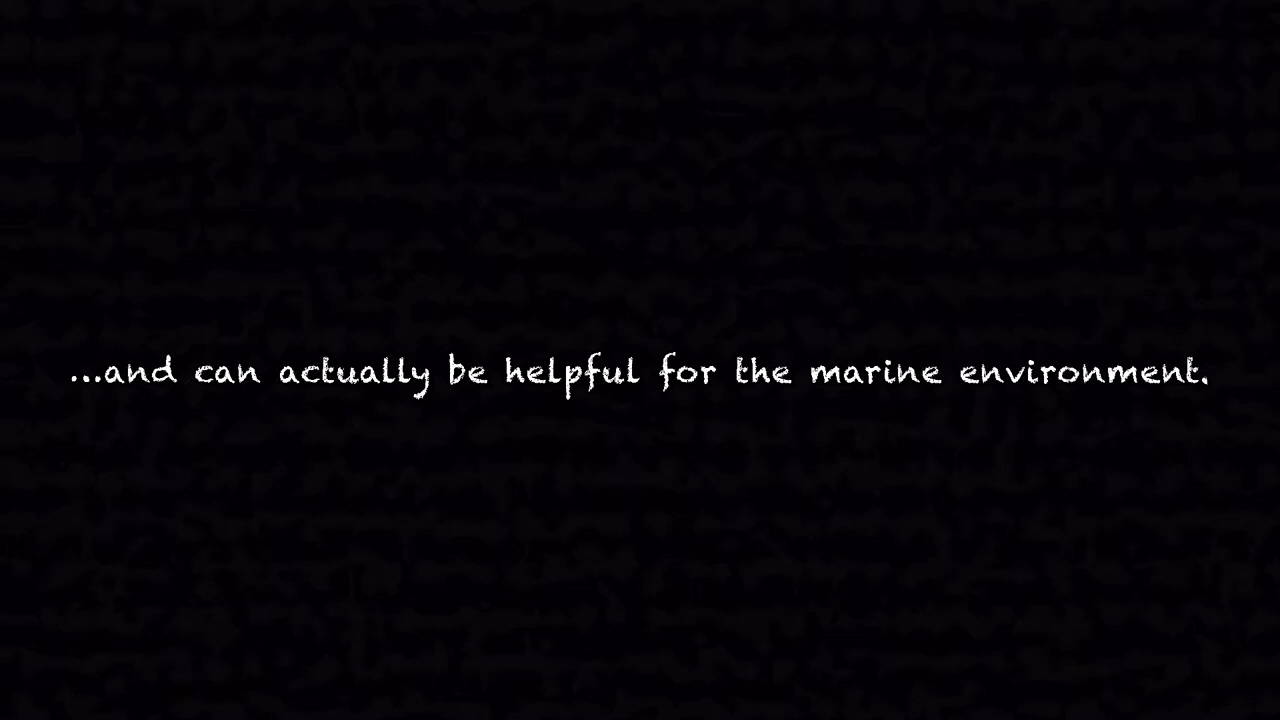 ...and can actually be helpful for the marine environment.